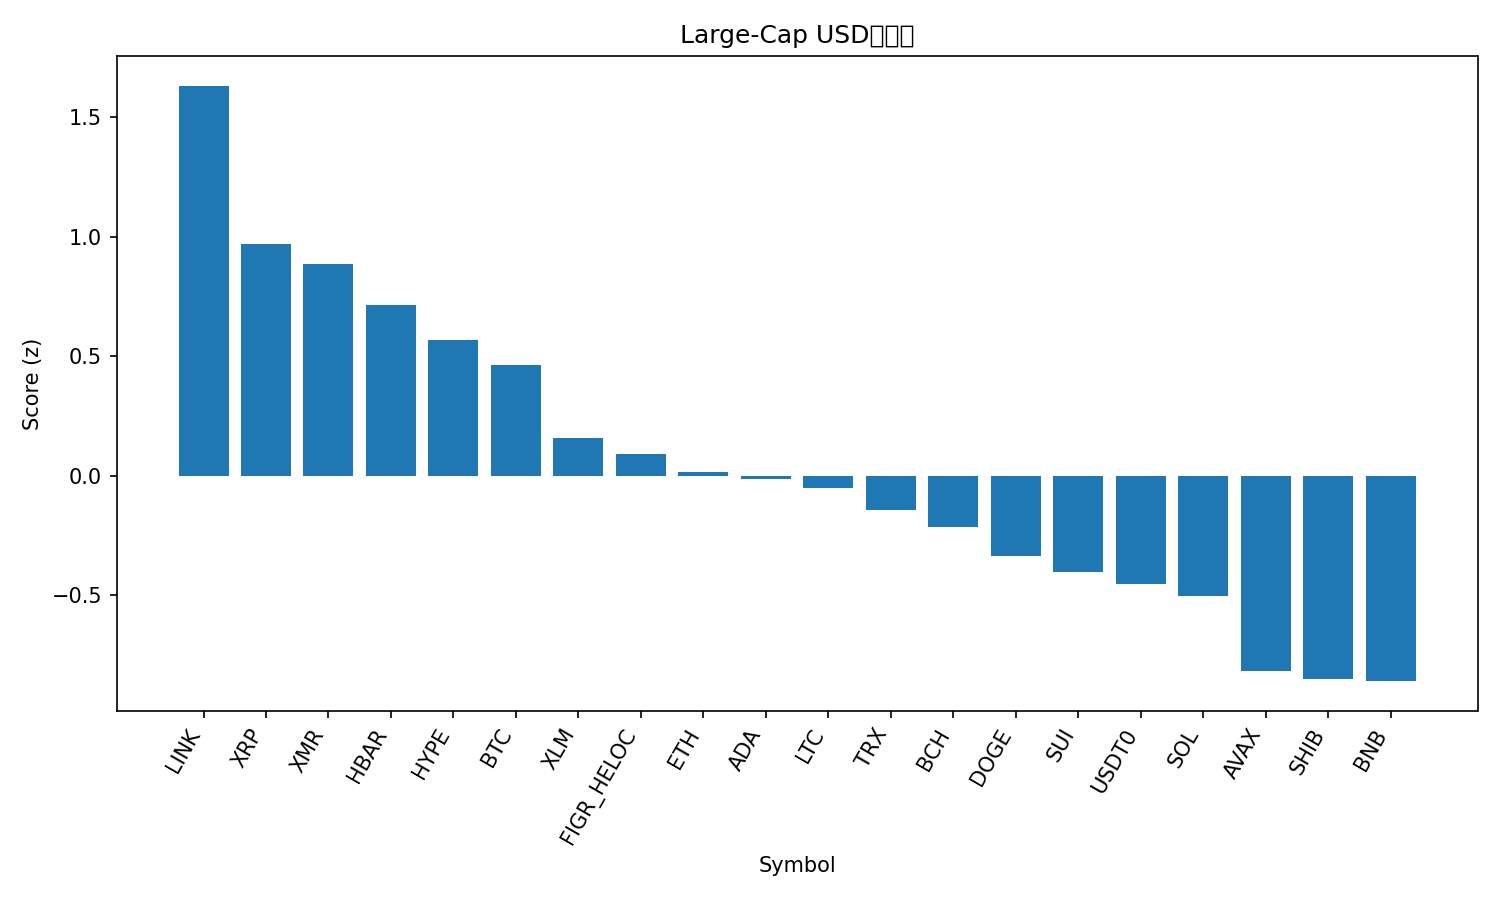 Large-Cap USD
Score (z)
1.5
1.0
0.5
0.0
−0.5
LINK
XRP
XMR
HBAR
HYPE
BTC
XLM
FIGR_HELOC
ETH
ADA
LTC
TRX
BCH
DOGE
SUI
USDT0
SOL
AVAX
SHIB
BNB
Symbol